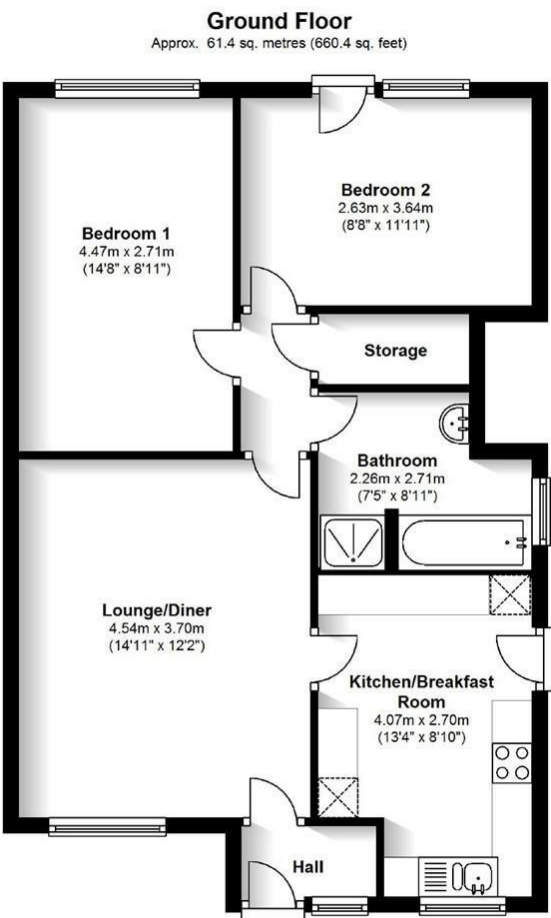 Ground Floor
Approx. 61.4 sq. metres (660.4 sq. feet)
Bedroom 1
4.47m x 2.71m
(14'8" x 8'11")
Bedroom 2
2.63m x 3.64m
(8'8" x 11'11")
Storage
Bathroom
2.26m x 2.71m
(7'5" x 8'11")
Lounge/Diner
4.54m x 3.70m
(14'11" x 12'2")
Kitchen/Breakfast
Room
4.07m x 2.70m
(13'4" x 8'10")
Hall